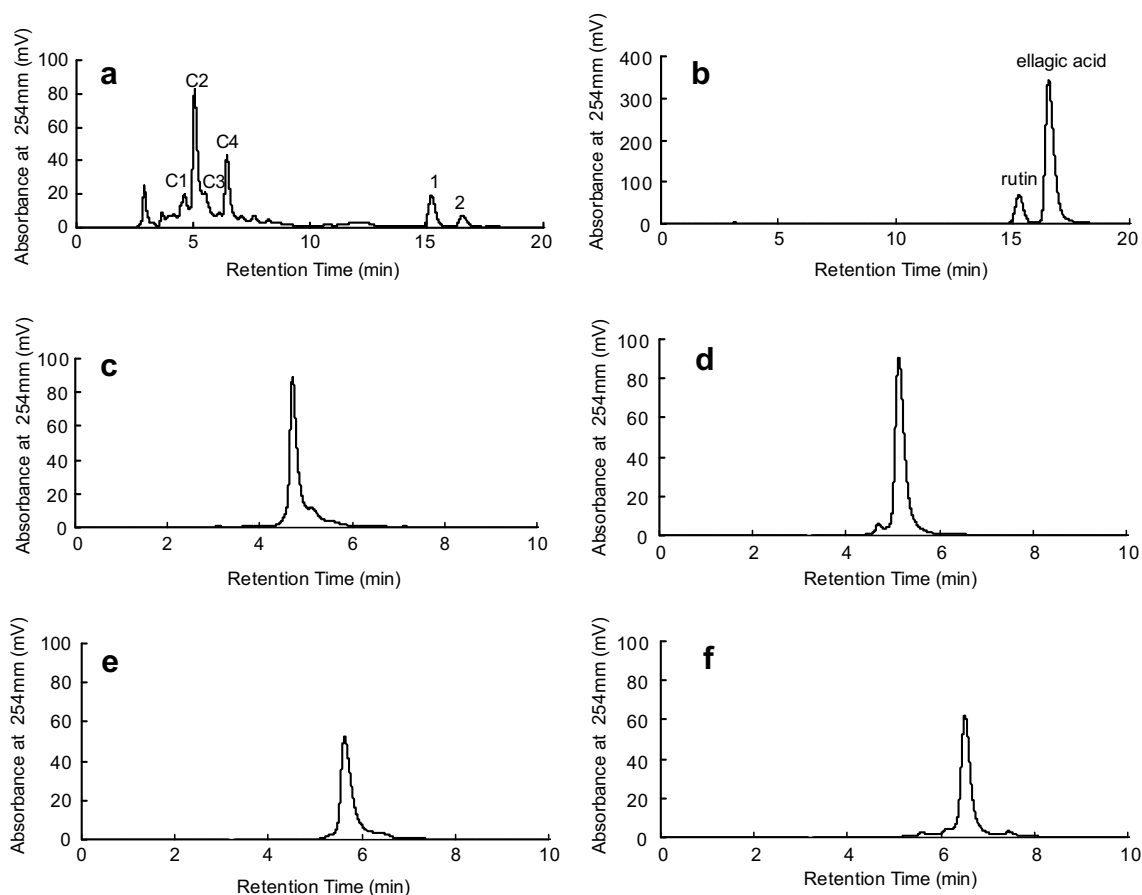 a
Absorbance at 254mm (mV)
100
80
60
40
20
0
C1
C2
C3
C4
1
2
0 5 10 15 20
Retention Time (min)
b
Absorbance at 254mm (mV)
400
300
200
100
0
rutin
ellagic acid
0 5 10 15 20
Retention Time (min)
c
Absorbance at 254mm (mV)
100
80
60
40
20
0
0 2 4 6 8 10
Retention Time (min)
d
Absorbance at 254mm (mV)
100
80
60
40
20
0
0 2 4 6 8 10
Retention Time (min)
e
Absorbance at 254mm (mV)
100
80
60
40
20
0
0 2 4 6 8 10
Retention Time (min)
f
Absorbance at 254mm (mV)
100
80
60
40
20
0
0 2 4 6 8 10
Retention Time (min)